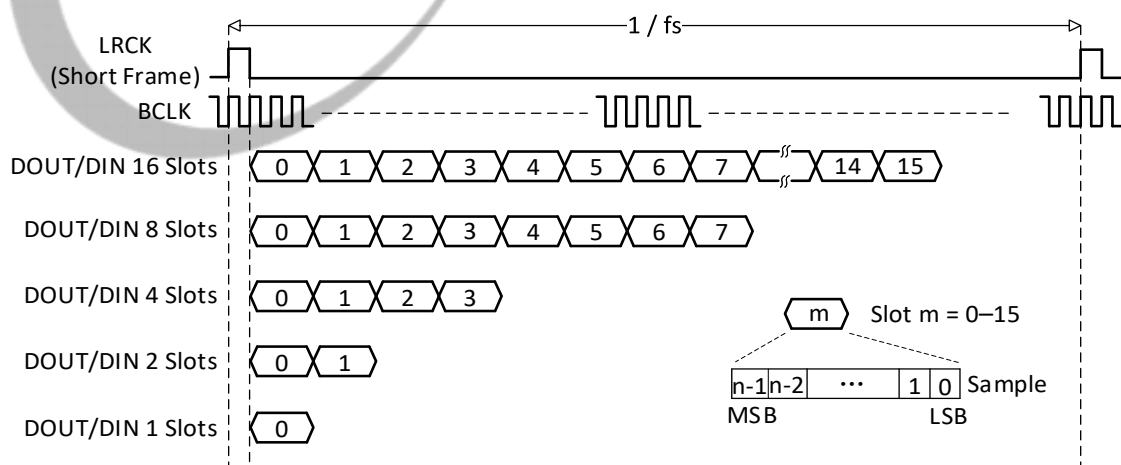 1 / fs
LRCK
(Short Frame)
BCLK
DOUT/DIN 16 Slots 0 1 2 3 4 5 6 7 14 15
DOUT/DIN 8 Slots 0 1 2 3 4 5 6 7
DOUT/DIN 4 Slots 0 1 2 3
m Slot m = 0–15
DOUT/DIN 2 Slots 0 1
n-1 n-2 ... 1 0 Sample
MSB LSB
DOUT/DIN 1 Slots 0